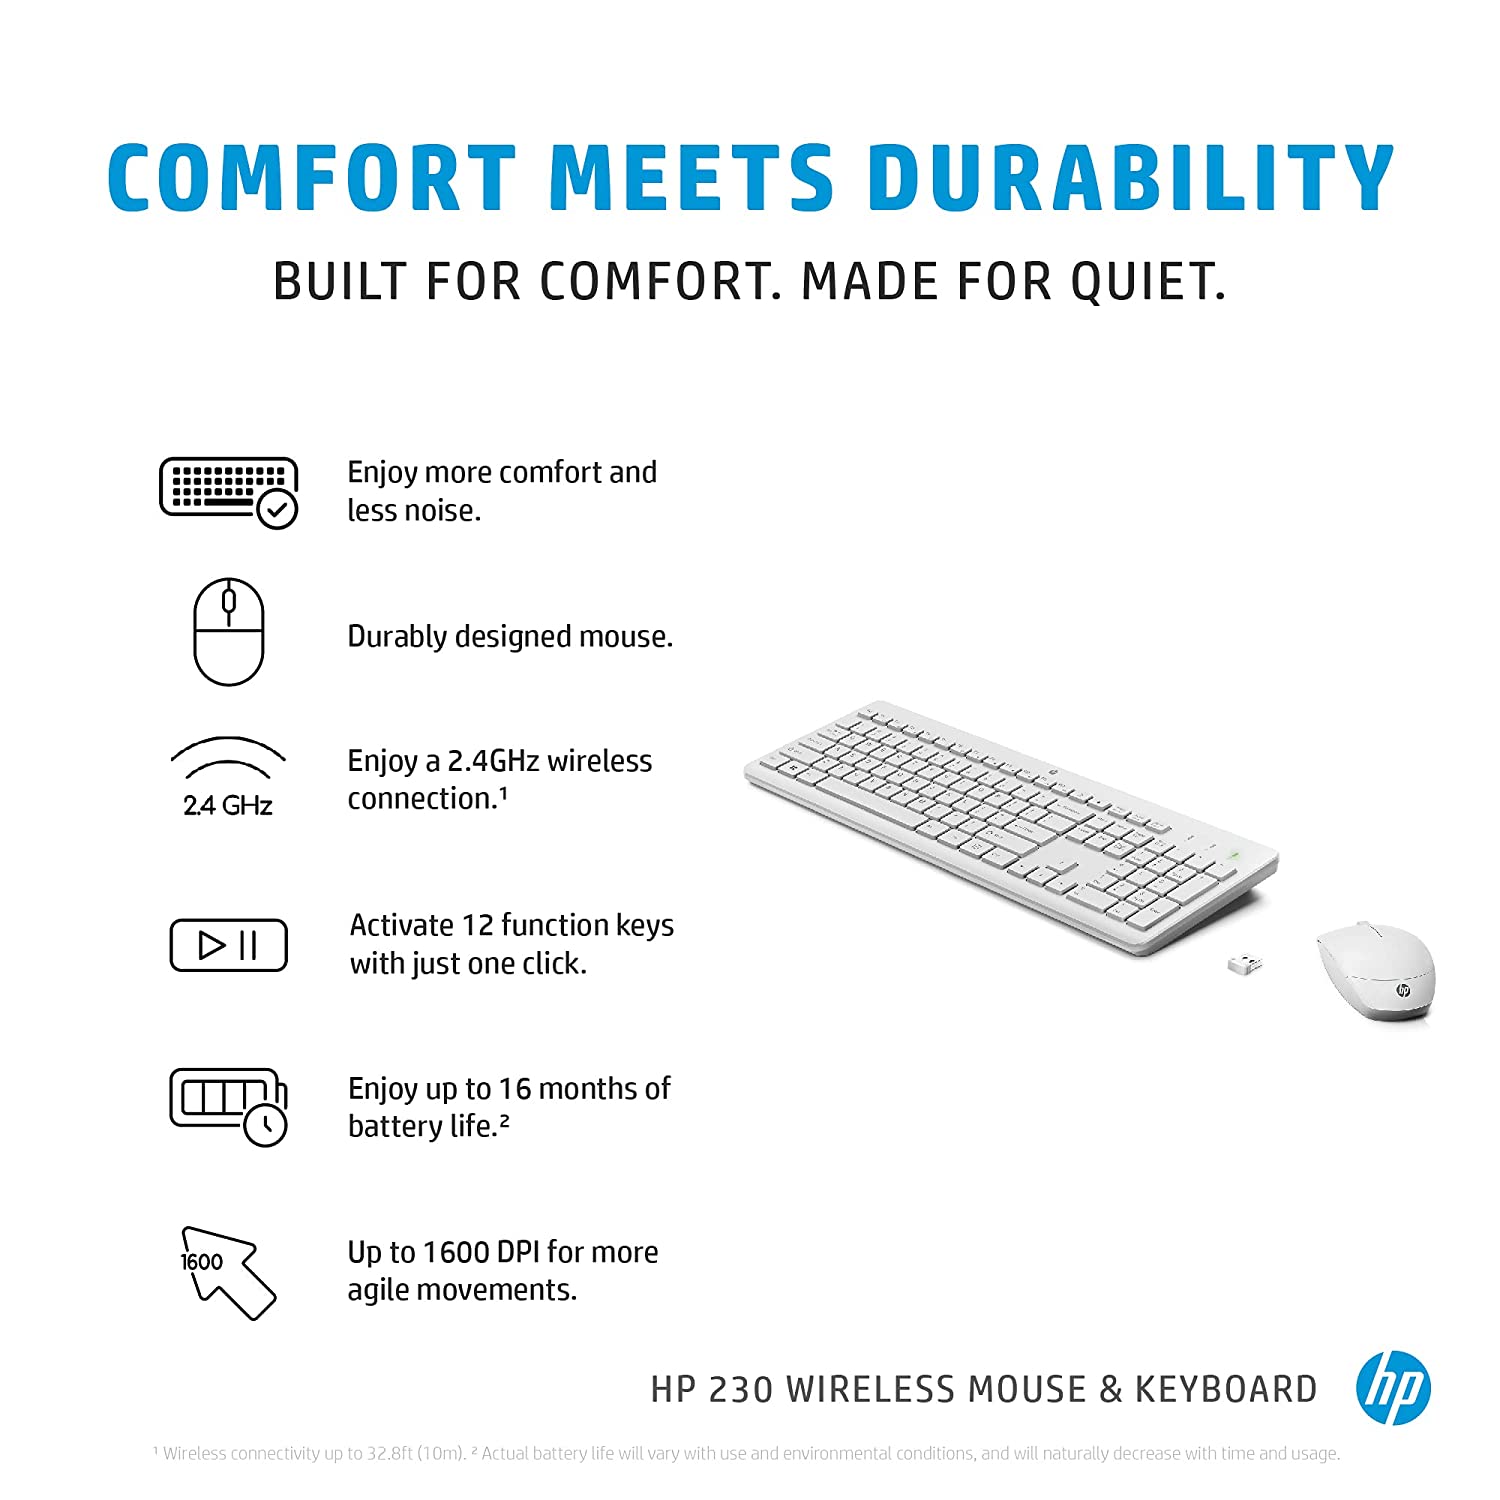 COMFORT MEETS DURABILITY
BUILT FOR COMFORT. MADE FOR QUIET.
Enjoy more comfort and
less noise.
Durably designed mouse.
2.4 GHz
Enjoy a 2.4GHz wireless
connection.¹
Activate 12 function keys
with just one click.
Enjoy up to 16 months of
battery life.²
1600
Up to 1600 DPI for more
agile movements.
hp
HP 230 WIRELESS MOUSE & KEYBOARD
hp
¹ Wireless connectivity up to 32.8ft (10m). ² Actual battery life will vary with use and environmental conditions, and will naturally decrease with time and usage.